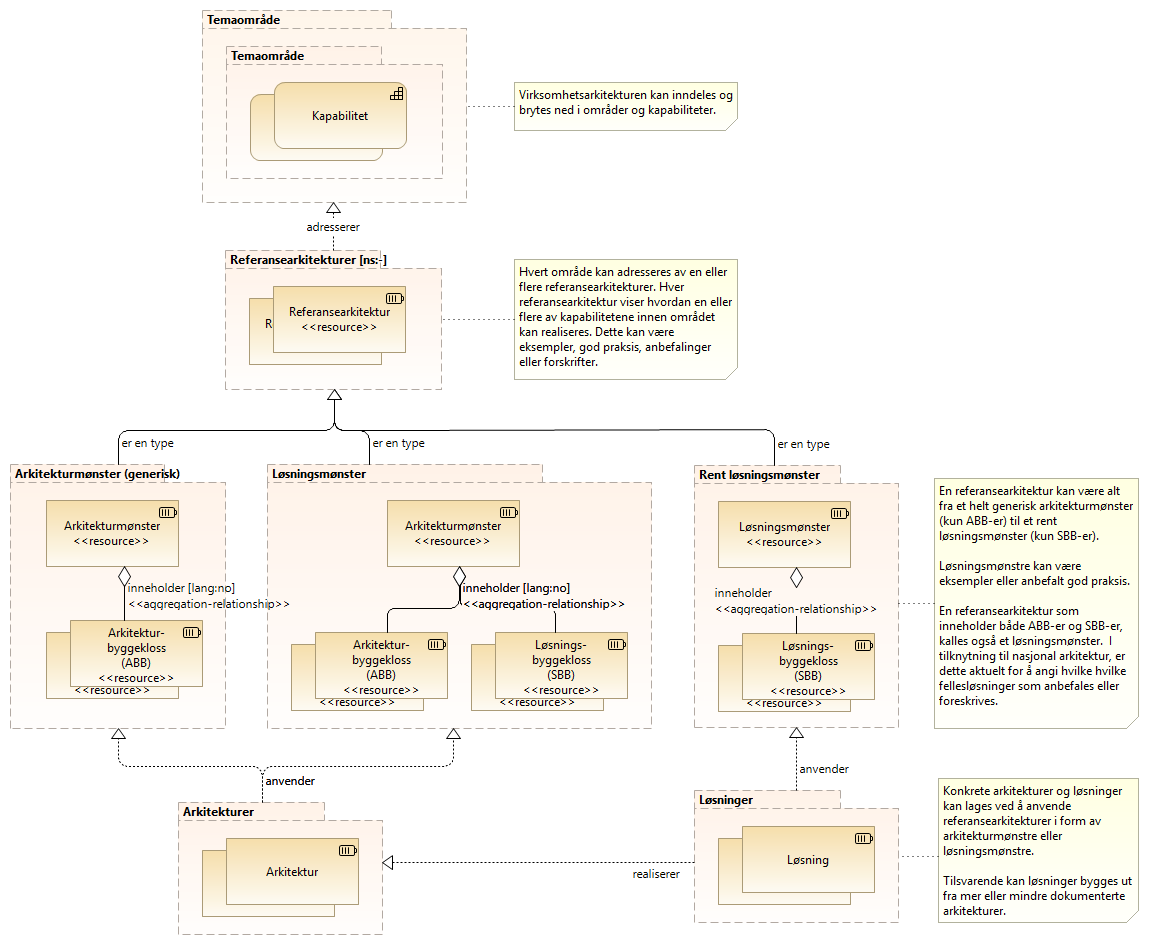 Temaområde
Temaområde
Kapabilitet
Virksomhetsarkitekturen kan inndeles og
brytes ned i områder og kapabiliteter.
adresserer
Referansearkitekturer [ns:-]
Referansearkitektur
<<resource>>
R
Hvert område kan adresseres av en eller
flere referansearkitekturer. Hver
referansearkitektur viser hvordan en eller
flere av kapabilitetene innen området
kan realiseres. Dette kan være
eksempler, god praksis, anbefalinger
eller forskrifter.
er en type
er en type
er en type
Arkitekturmønster (generisk)
Arkitekturmønster
<<resource>>
inneholder [lang:no]
<<aggregation-relationship>>
Arkitektur-
byggekloss
(ABB)
<<resource>>
<<resource>>
Løsningsmønster
Arkitekturmønster
<<resource>>
inneholder [lang:no]
<<aggregation-relationship>>
Arkitektur-
byggekloss
(ABB)
<<resource>>
<<resource>>
Løsnings-
byggekloss
(SBB)
<<resource>>
<<resource>>
Rent løsningsmønster
Løsningsmønster
<<resource>>
inneholder
<<aggregation-relationship>>
Løsnings-
byggekloss
(SBB)
<<resource>>
<<resource>>
En referansearkitektur kan være alt
fra et helt generisk arkitekturmønster
(kun ABB-er) til et rent
løsningsmønster (kun SBB-er).
Løsningsmønstre kan være
eksempler eller anbefalt god praksis.
En referansearkitektur som
inneholder både ABB-er og SBB-er,
kalles også et løsningsmønster. I
tilknytning til nasjonal arkitektur, er
dette aktuelt for å angi hvilke hvilke
fellesløsninger som anbefales eller
foreskrives.
anvender
anvender
Arkitekturer
Arkitektur
realiserer
Løsninger
Løsning
Konkrete arkitekturer og løsninger
kan lages ved å anvende
referansearkitekturer i form av
arkitekturmønstre eller
løsningsmønstre.
Tilsvarende kan løsninger bygges ut
fra mer eller mindre dokumenterte
arkitekturer.